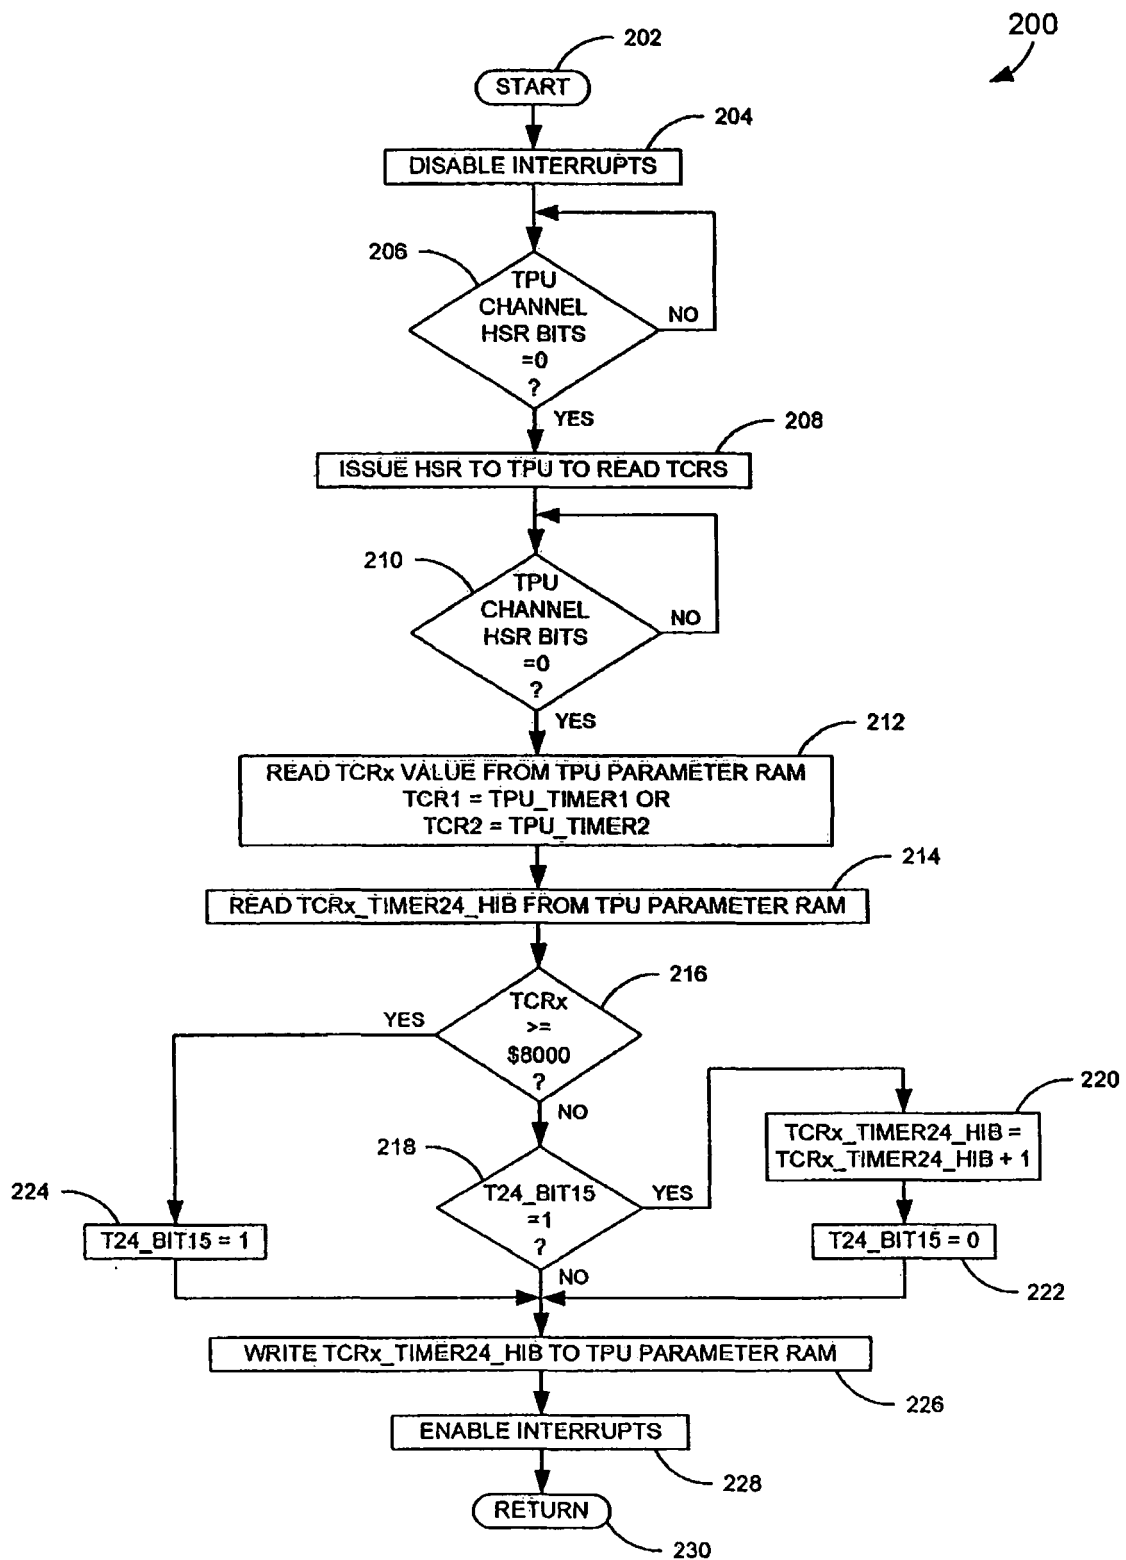 200
202
START
204
DISABLE INTERRUPTS
206
TPU
CHANNEL
HSR BITS
=0
?
NO
YES
208
ISSUE HSR TO TPU TO READ TCRS
210
TPU
CHANNEL
HSR BITS
=0
?
NO
YES
212
READ TCRx VALUE FROM TPU PARAMETER RAM
TCR1 = TPU_TIMER1 OR
TCR2 = TPU_TIMER2
214
READ TCRx_TIMER24_HIB FROM TPU PARAMETER RAM
216
TCRx
>=
$8000
?
YES
NO
218
T24_BIT15
=1
?
YES
NO
220
TCRx_TIMER24_HIB =
TCRx_TIMER24_HIB + 1
224
T24_BIT15 = 1
T24_BIT15 = 0
222
WRITE TCRx_TIMER24_HIB TO TPU PARAMETER RAM
226
ENABLE INTERRUPTS
228
RETURN
230